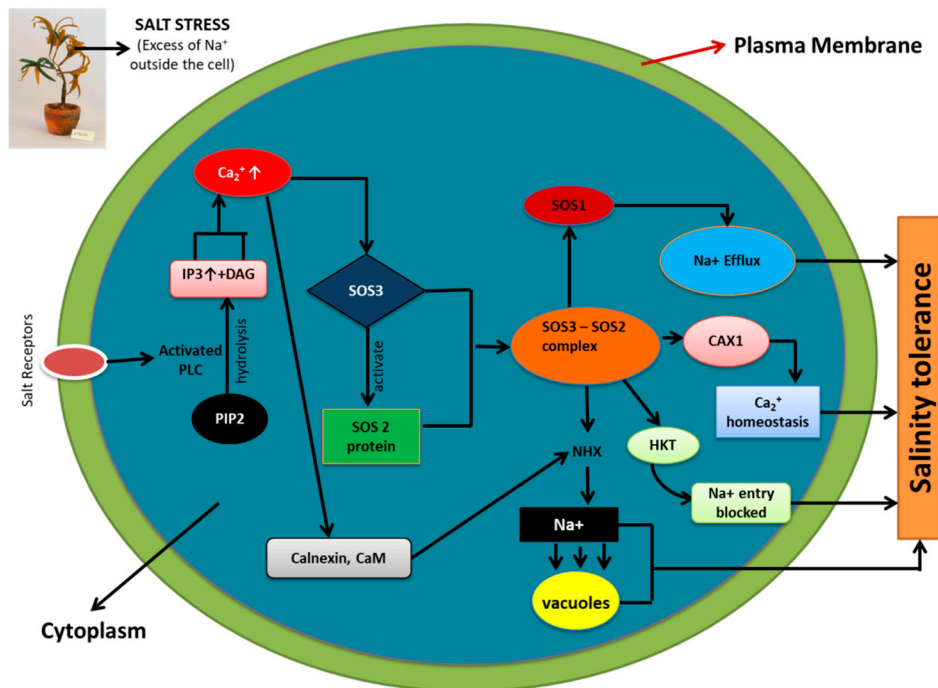 SALT STRESS
(Excess of Na⁺
outside the cell)
Plasma Membrane
Ca₂⁺ ↑
SOS1
Na+ Efflux
IP3↑+DAG
SOS3
SOS3 – SOS2
complex
CAX1
Salt Receptors
Activated
PLC
hydrolysis
activate
PIP2
SOS 2
protein
Ca₂⁺
homeostasis
NHX
HKT
Na+ entry
blocked
Na+
Calnexin, CaM
vacuoles
Cytoplasm
Salinity tolerance